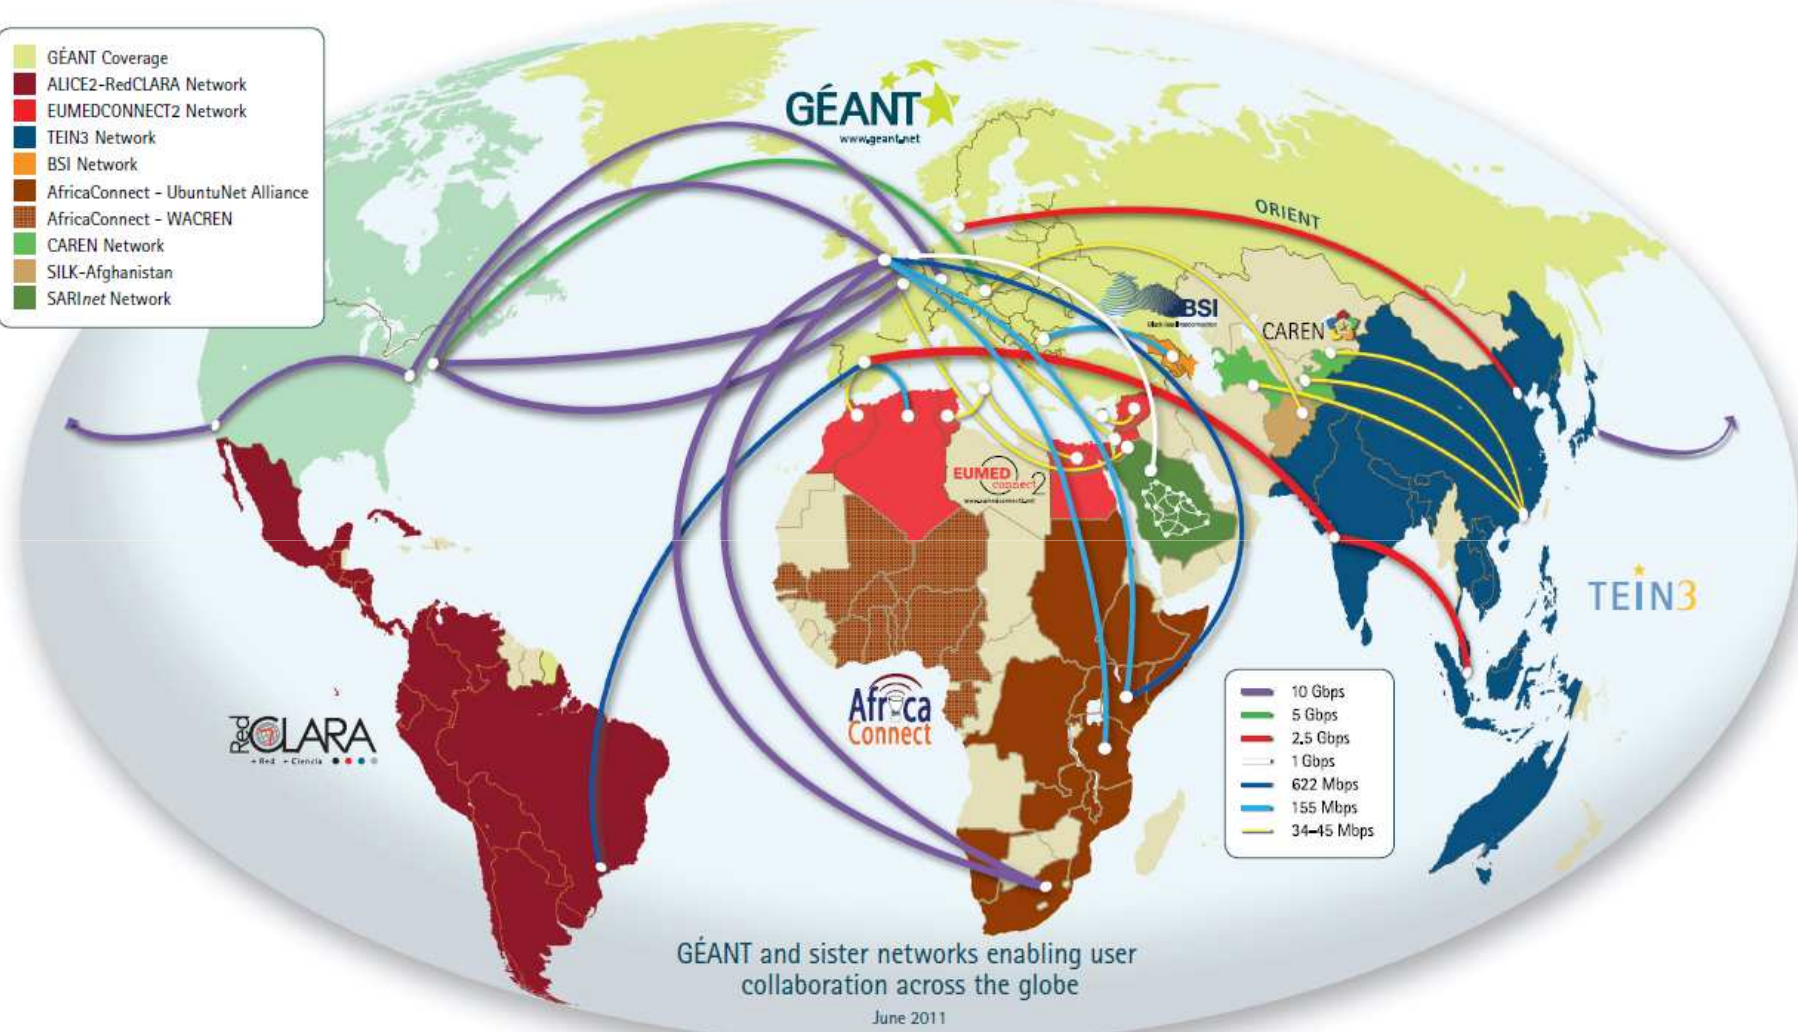 GÉANT Coverage
ALICE2-RedCLARA Network
EUMEDCONNECT2 Network
TEIN3 Network
BSI Network
AfricaConnect - UbuntuNet Alliance
AfricaConnect - WACREN
CAREN Network
SILK-Afghanistan
SARInet Network
GÉANT
www.geant.net
ORIENT
BSI
CAREN
EUMED
connect2
TEIN3
Red
CLARA
Africa
Connect
10 Gbps
5 Gbps
2.5 Gbps
1 Gbps
622 Mbps
155 Mbps
34–45 Mbps
GÉANT and sister networks enabling user
collaboration across the globe
June 2011